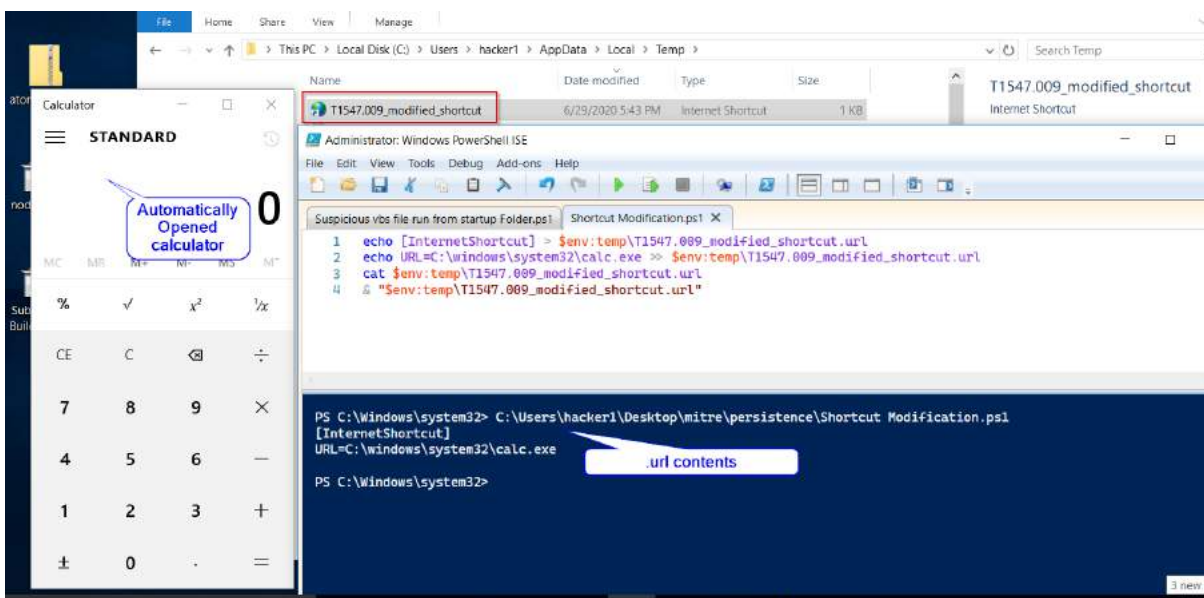 File Home Share View Manage
This PC > Local Disk (C:) > Users > hacker1 > AppData > Local > Temp >
Search Temp
Name Date modified Type Size
T1547.009_modified_shortcut 6/29/2020 5:43 PM Internet Shortcut 1 KB
T1547.009_modified_shortcut
Internet Shortcut
Calculator
STANDARD
0
Automatically
Opened
calculator
MC MR M+ M- MS M˅
% √ x² ¹/x
CE C ÷
7 8 9 ×
4 5 6 −
1 2 3 +
± 0 . =
Administrator: Windows PowerShell ISE
File Edit View Tools Debug Add-ons Help
Suspicious vbs file run from startup Folder.ps1 Shortcut Modification.ps1 X
1 echo [InternetShortcut] > $env:temp\T1547.009_modified_shortcut.url
2 echo URL=C:\windows\system32\calc.exe >> $env:temp\T1547.009_modified_shortcut.url
3 cat $env:temp\T1547.009_modified_shortcut.url
4 & "$env:temp\T1547.009_modified_shortcut.url"
PS C:\Windows\system32> C:\Users\hacker1\Desktop\mitre\persistence\Shortcut Modification.ps1
[InternetShortcut]
URL=C:\windows\system32\calc.exe
.url contents
PS C:\Windows\system32>
3 new